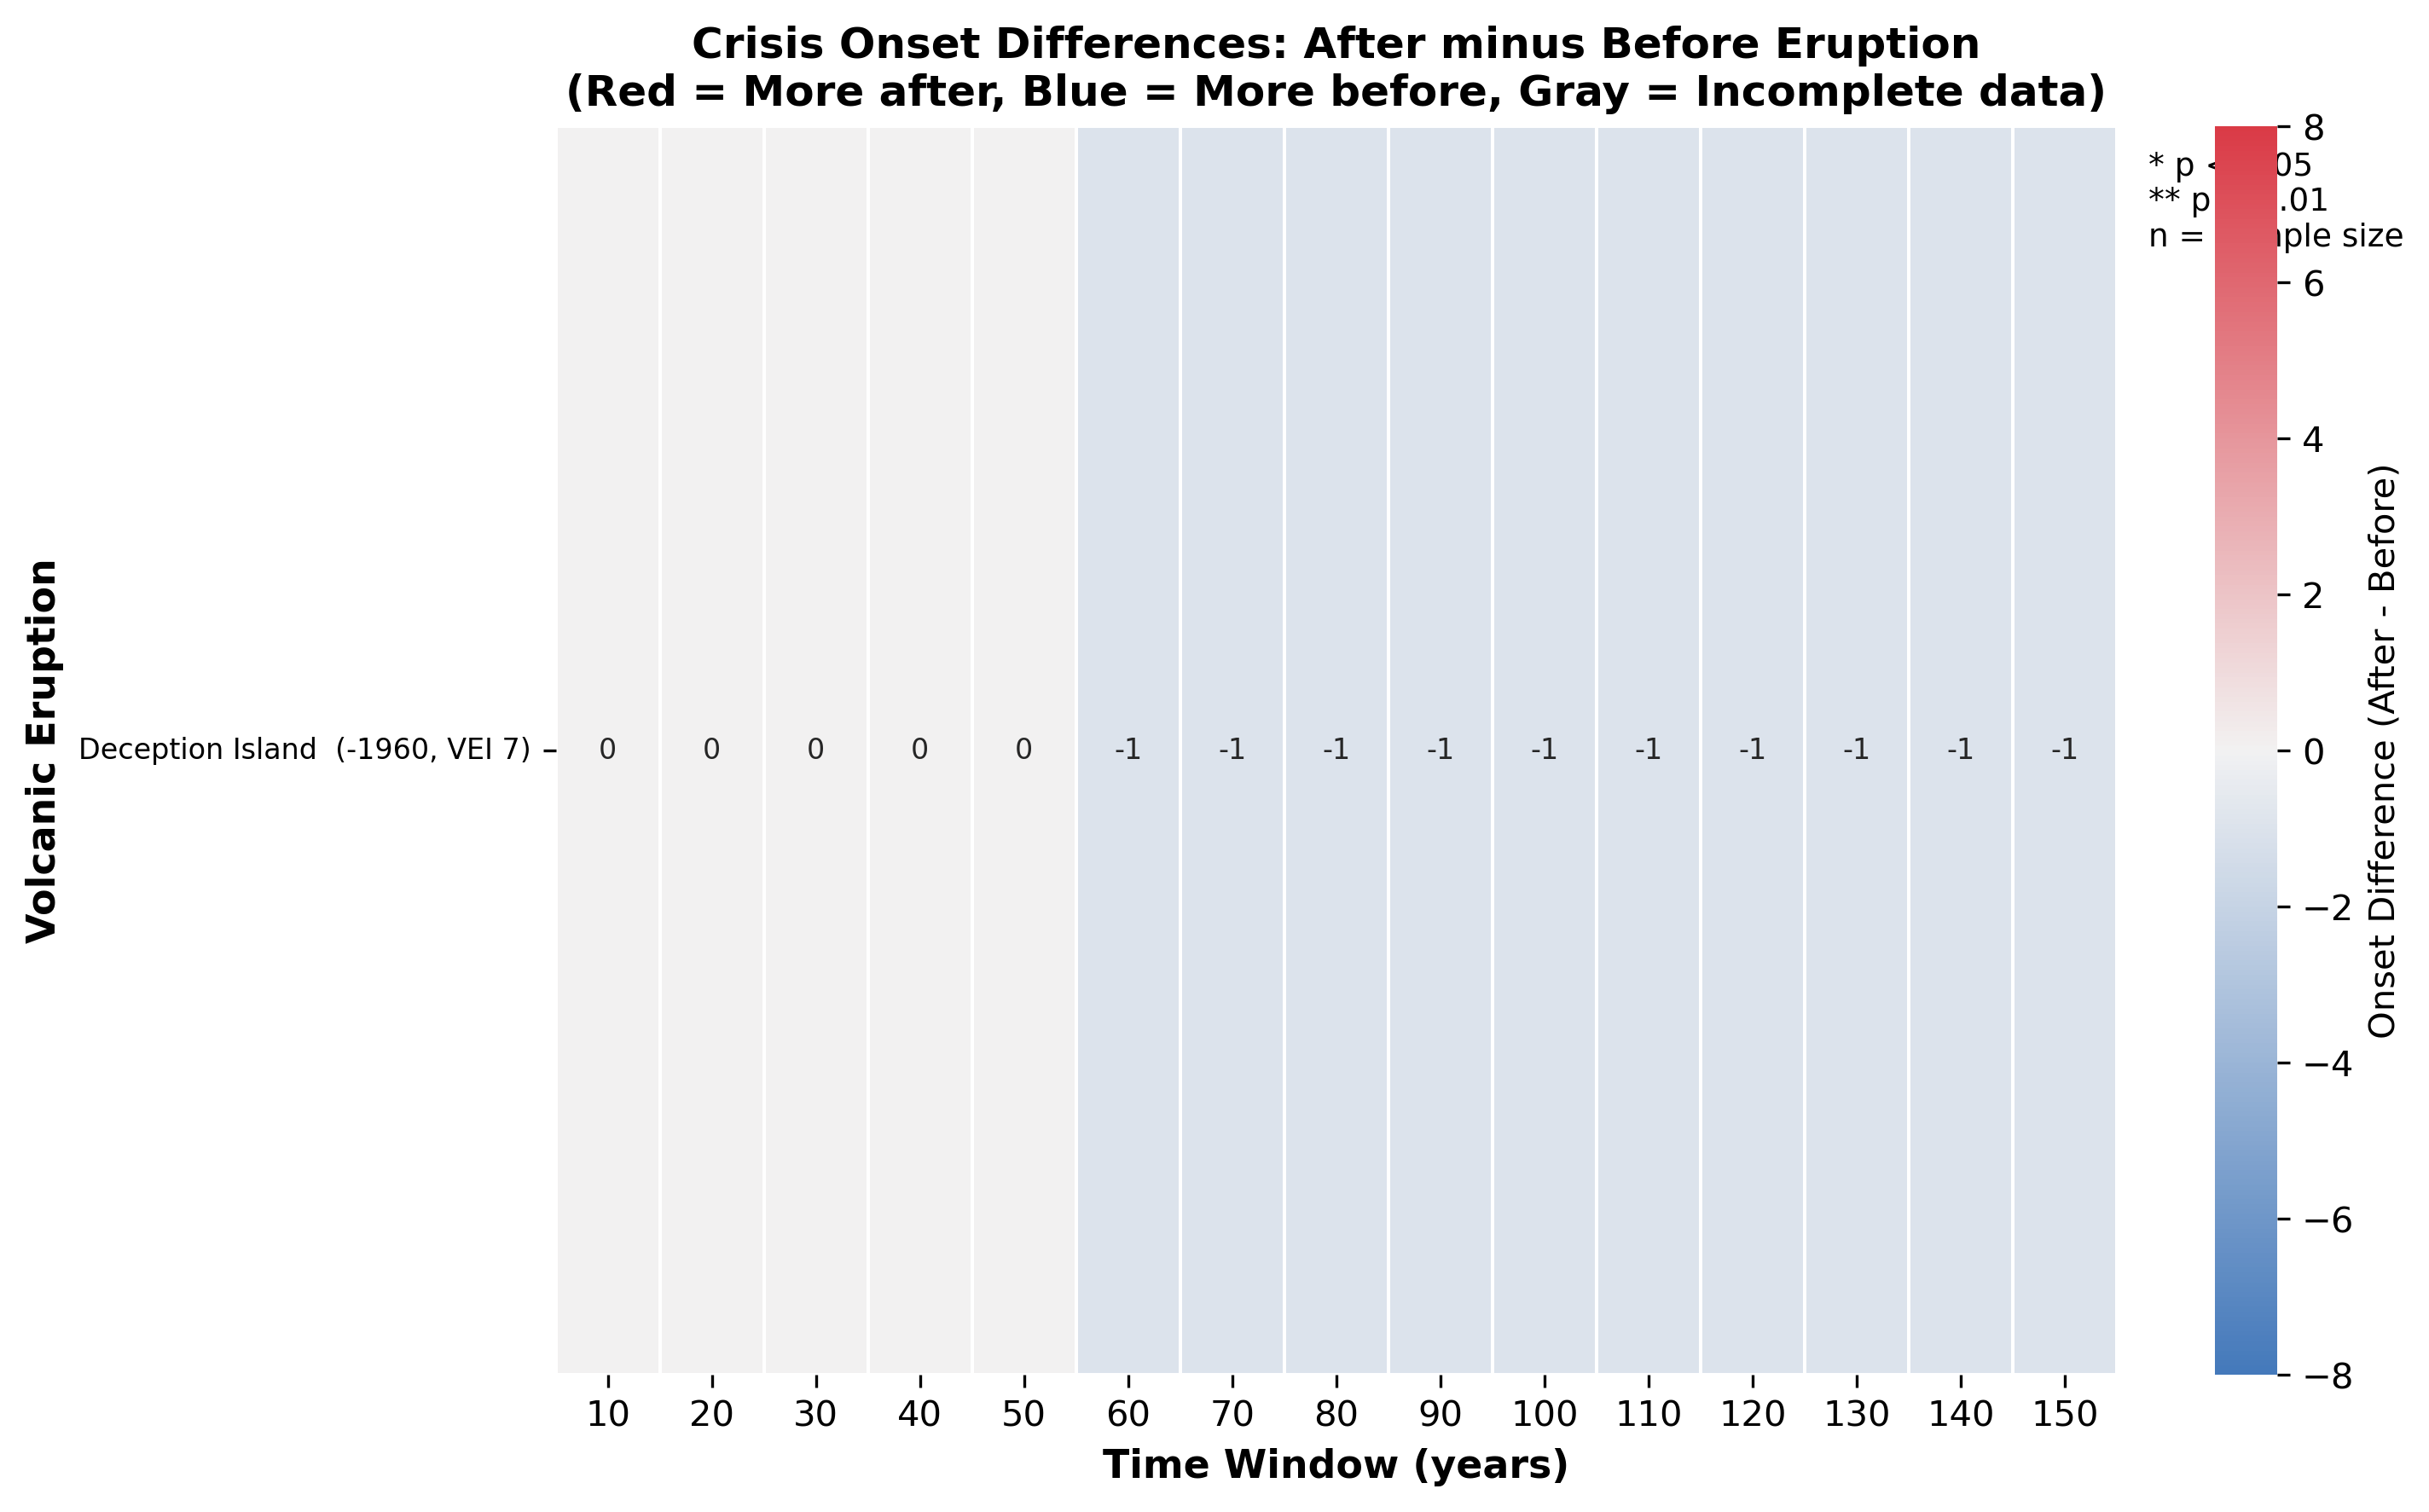 Crisis Onset Differences: After minus Before Eruption
(Red = More after, Blue = More before, Gray = Incomplete data)
Volcanic Eruption
Deception Island  (-1960, VEI 7)
0 0 0 0 0 -1 -1 -1 -1 -1 -1 -1 -1 -1 -1
10 20 30 40 50 60 70 80 90 100 110 120 130 140 150
Time Window (years)
* p 05
** p .01
n = size
8
6
4
2
0
−2
−4
−6
−8
Onset Difference (After - Before)